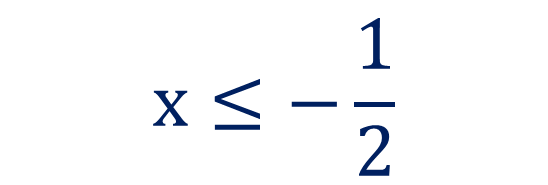 x ≤ − 1/2